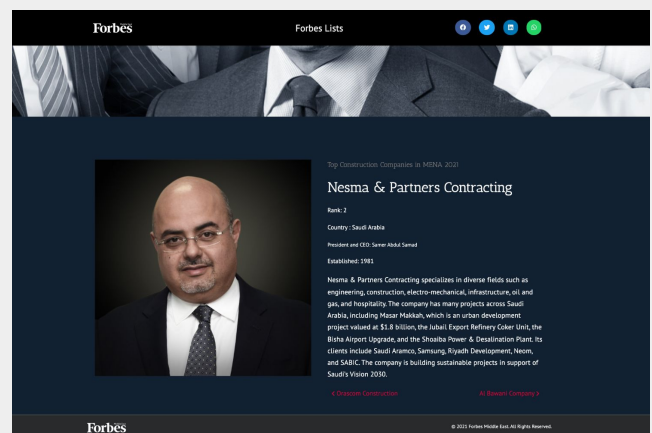 Forbes
Forbes Lists
Top Construction Companies in MENA 2021
Nesma & Partners Contracting
Rank: 2
Country : Saudi Arabia
President and CEO: Samer Abdul Samad
Established: 1981
Nesma & Partners Contracting specializes in diverse fields such as
engineering, construction, electro-mechanical, infrastructure, oil and
gas, and hospitality. The company has many projects across Saudi
Arabia, including Masar Makkah, which is an urban development
project valued at $1.8 billion, the Jubail Export Refinery Coker Unit, the
Bisha Airport Upgrade, and the Shoaiba Power & Desalination Plant. Its
clients include Saudi Aramco, Samsung, Riyadh Development, Neom,
and SABIC. The company is building sustainable projects in support of
Saudi's Vision 2030.
Orascom Construction
Al Bawani Company
Forbes
© 2021 Forbes Middle East. All Rights Reserved.